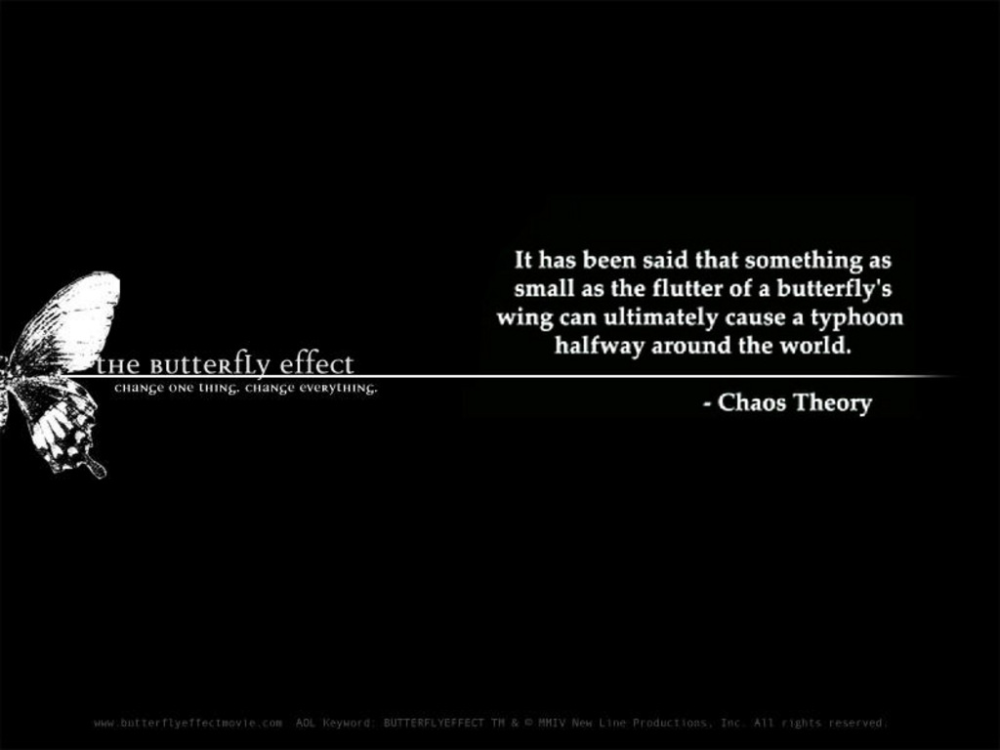 It has been said that something as
small as the flutter of a butterfly's
wing can ultimately cause a typhoon
halfway around the world.
the butterfly effect
change one thing. change everything.
- Chaos Theory
www.butterflyeffectmovie.com AOL Keyword: BUTTERFLYEFFECT TM & © MMIV New Line Productions, Inc. All rights reserved.